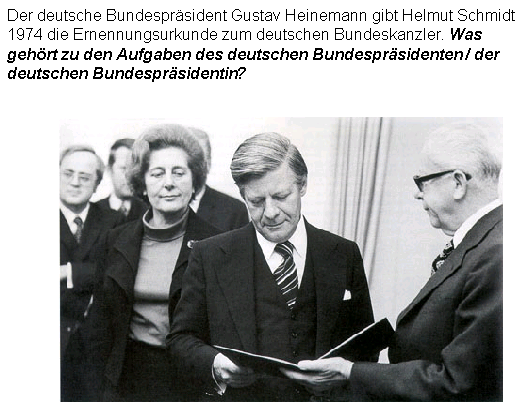 Der deutsche Bundespräsident Gustav Heinemann gibt Helmut Schmidt
1974 die Ernennungsurkunde zum deutschen Bundeskanzler. Was
gehört zu den Aufgaben des deutschen Bundespräsidenten / der
deutschen Bundespräsidentin?